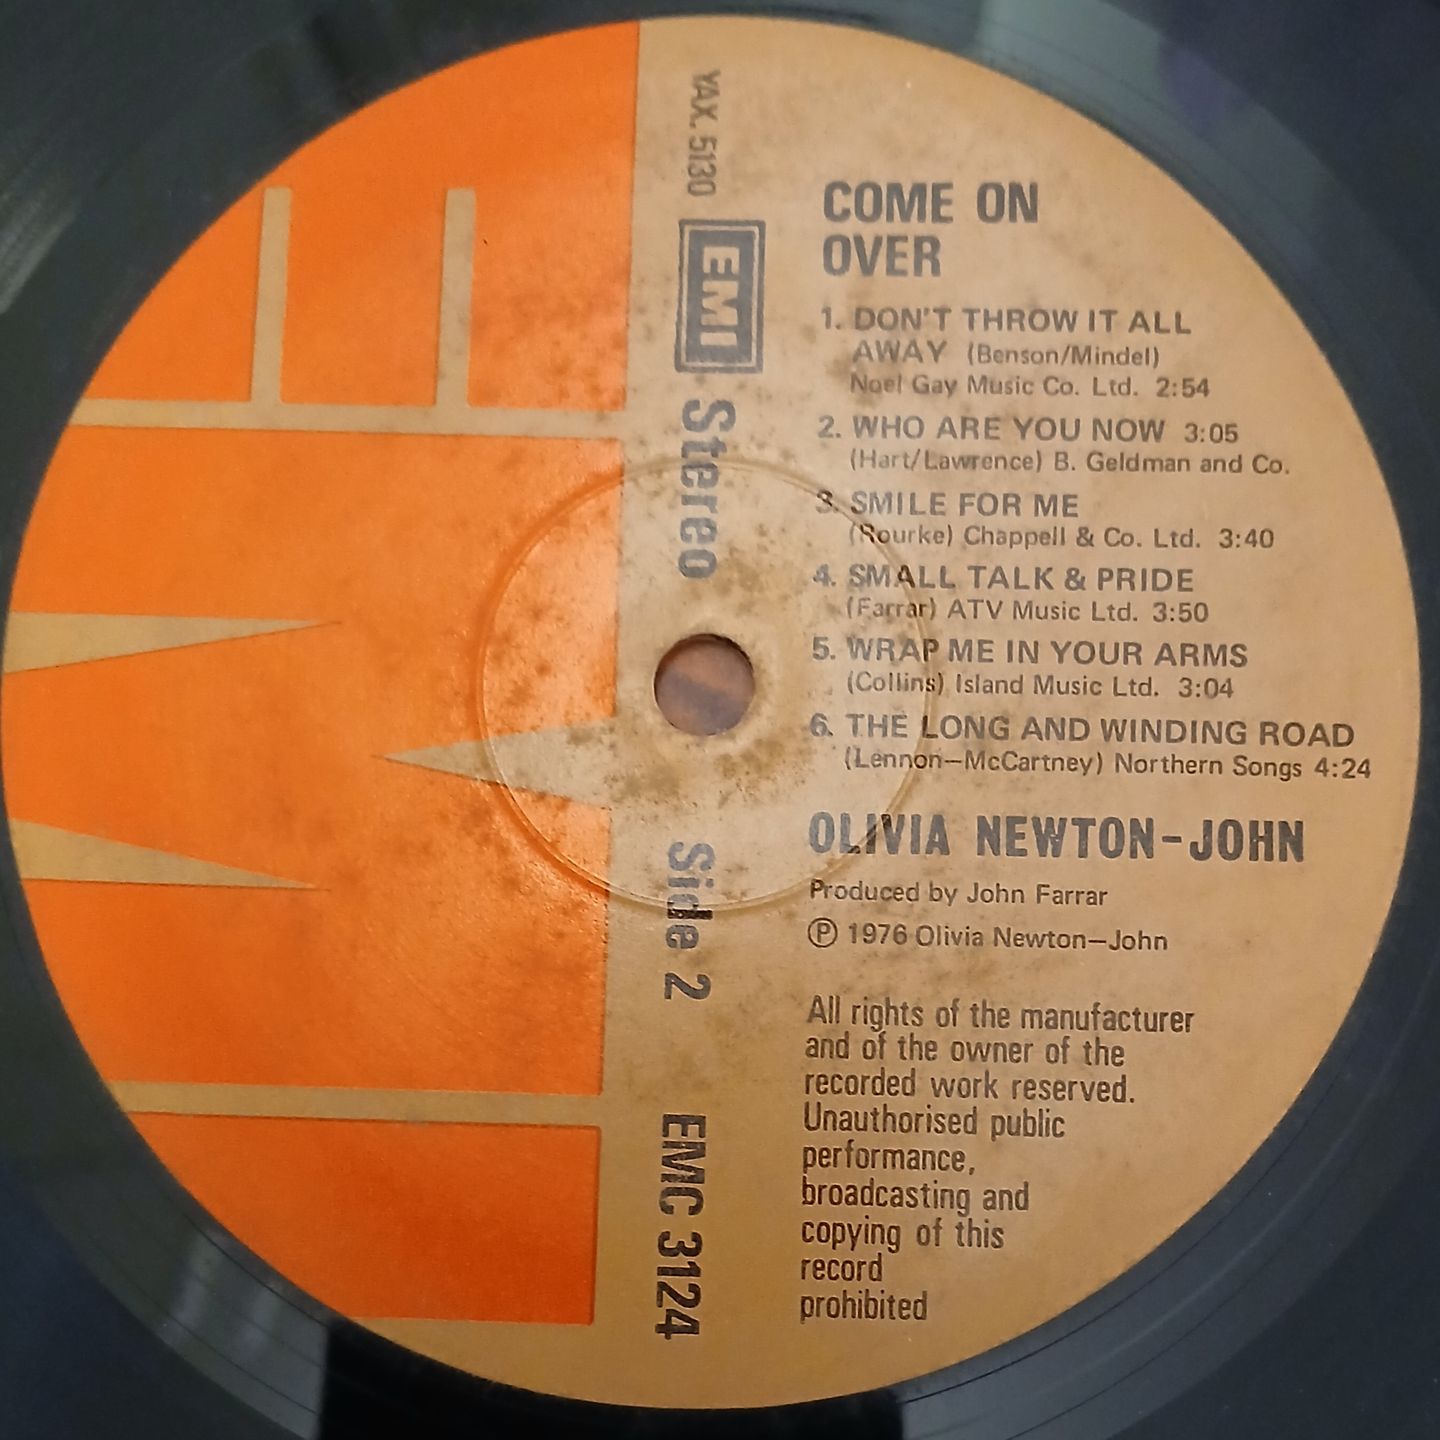 YAX. 5130
EMI
Stereo
Side 2
EMC 3124
COME ON
OVER
1. DON'T THROW IT ALL
AWAY (Benson/Mindel)
Noel Gay Music Co. Ltd. 2:54
2. WHO ARE YOU NOW 3:05
(Hart/Lawrence) B. Geldman and Co.
3. SMILE FOR ME
(Rourke) Chappell & Co. Ltd. 3:40
4. SMALL TALK & PRIDE
(Farrar) ATV Music Ltd. 3:50
5. WRAP ME IN YOUR ARMS
(Collins) Island Music Ltd. 3:04
6. THE LONG AND WINDING ROAD
(Lennon—McCartney) Northern Songs 4:24
OLIVIA NEWTON-JOHN
Produced by John Farrar
℗ 1976 Olivia Newton—John
All rights of the manufacturer
and of the owner of the
recorded work reserved.
Unauthorised public
performance,
broadcasting and
copying of this
record
prohibited